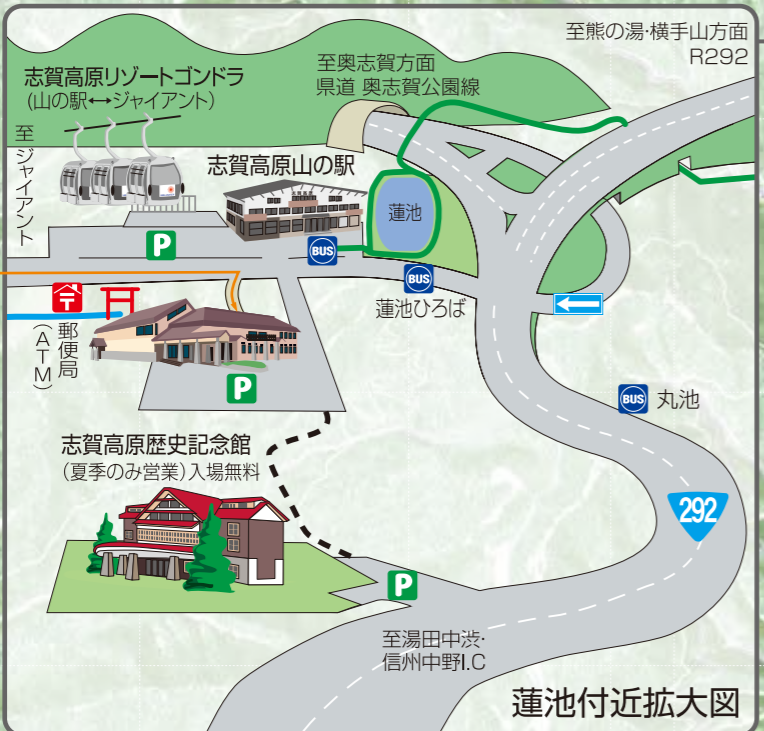 至熊の湯・横手山方面
R292
至奥志賀方面
県道 奥志賀公園線
志賀高原リゾートゴンドラ
(山の駅↔ジャイアント)
至ジャイアント
志賀高原山の駅
蓮池
P
BUS
BUS
蓮池ひろば
郵便局
(ATM)
P
BUS
丸池
志賀高原歴史記念館
(夏季のみ営業)入場無料
292
P
至湯田中渋・
信州中野I.C
蓮池付近拡大図